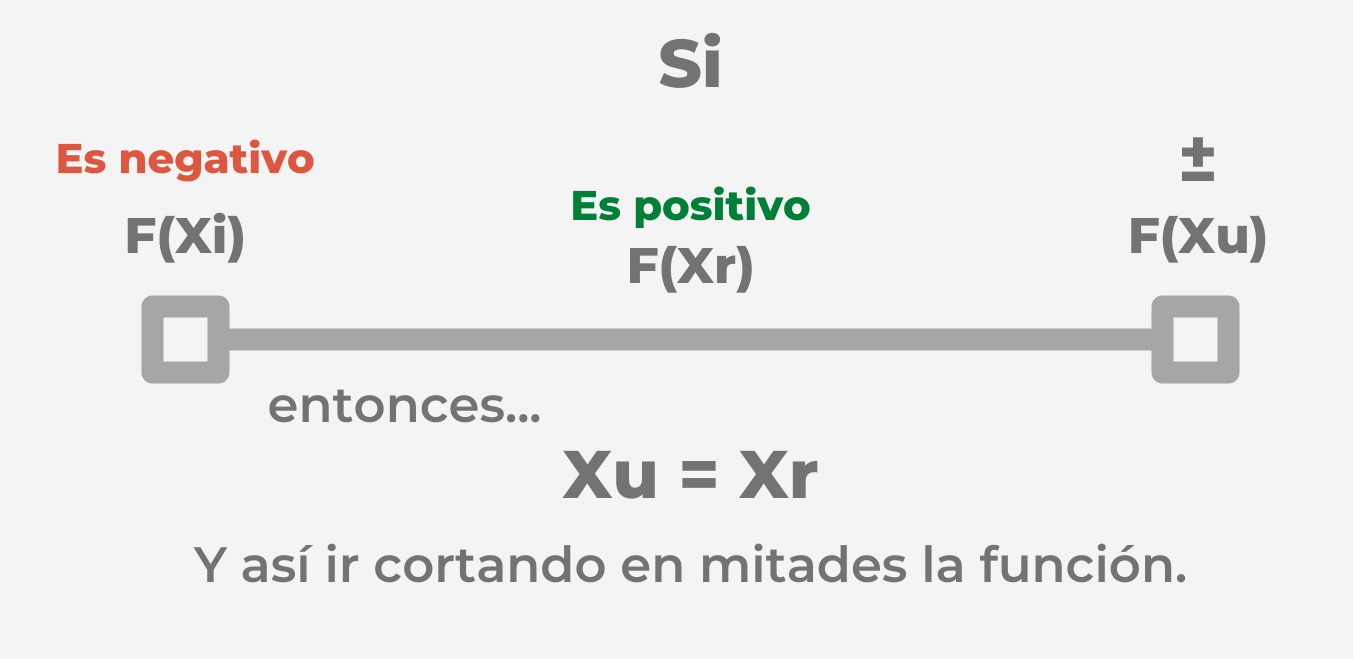 Si
Es negativo
±
Es positivo
F(Xi)
F(Xr)
F(Xu)
entonces...
Xu = Xr
Y así ir cortando en mitades la función.